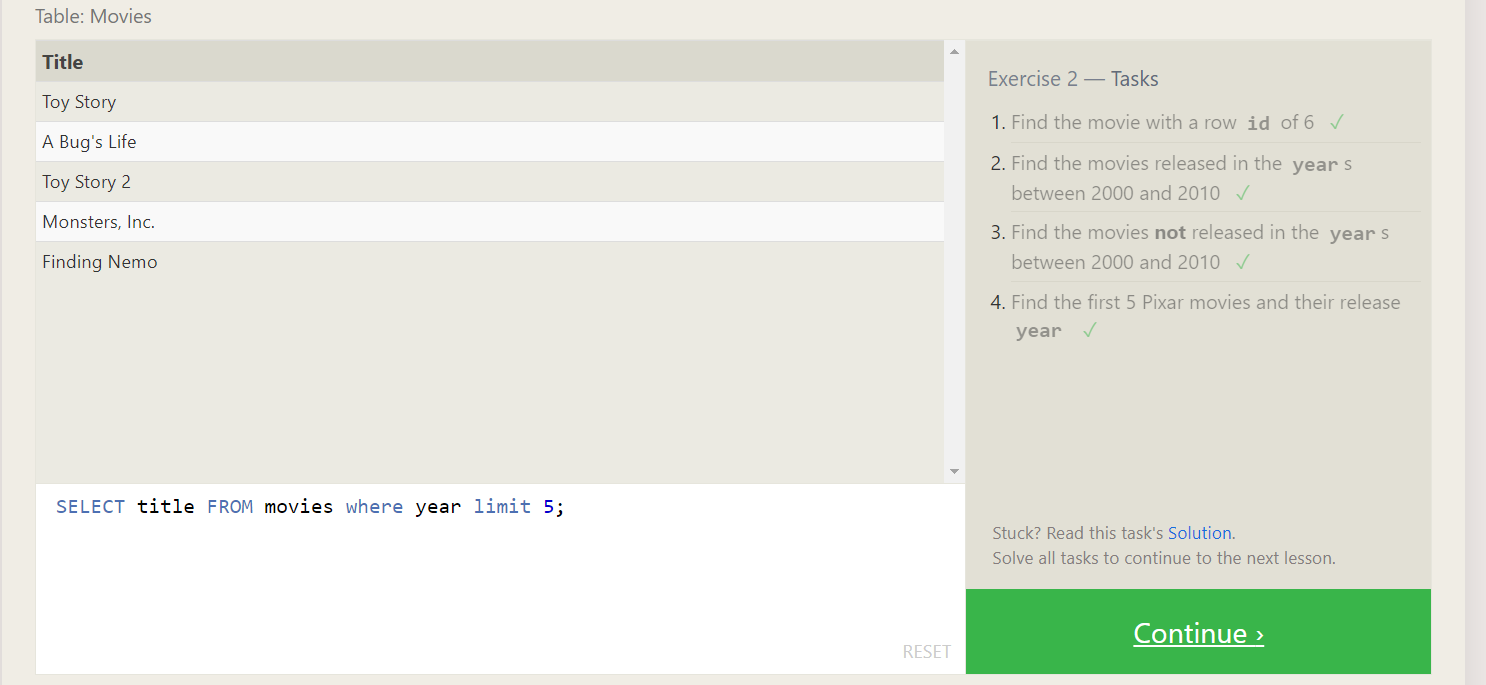 Table: Movies
Title
Toy Story
A Bug's Life
Toy Story 2
Monsters, Inc.
Finding Nemo
SELECT title FROM movies where year limit 5;
RESET
Exercise 2 — Tasks
1. Find the movie with a row id of 6 ✓
2. Find the movies released in the year s
between 2000 and 2010 ✓
3. Find the movies not released in the year s
between 2000 and 2010 ✓
4. Find the first 5 Pixar movies and their release
year ✓
Stuck? Read this task's Solution.
Solve all tasks to continue to the next lesson.
Continue ›